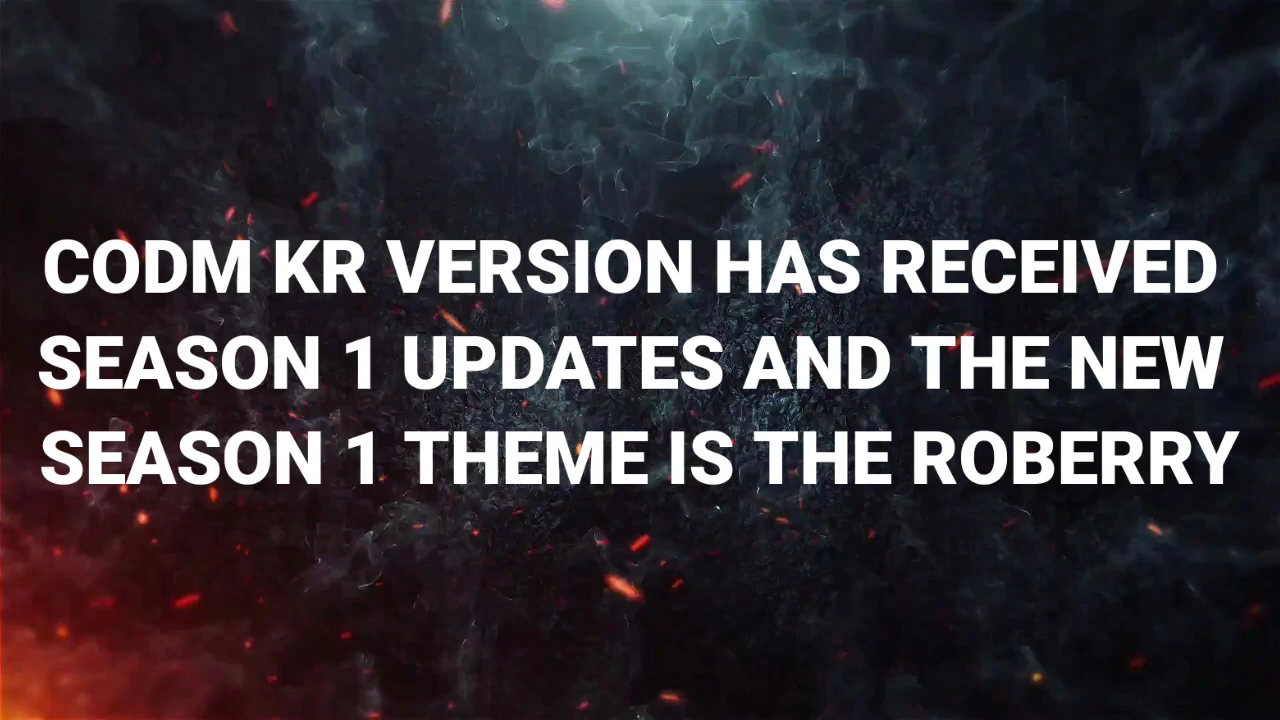 CODM KR VERSION HAS RECEIVED
SEASON 1 UPDATES AND THE NEW
SEASON 1 THEME IS THE ROBERRY